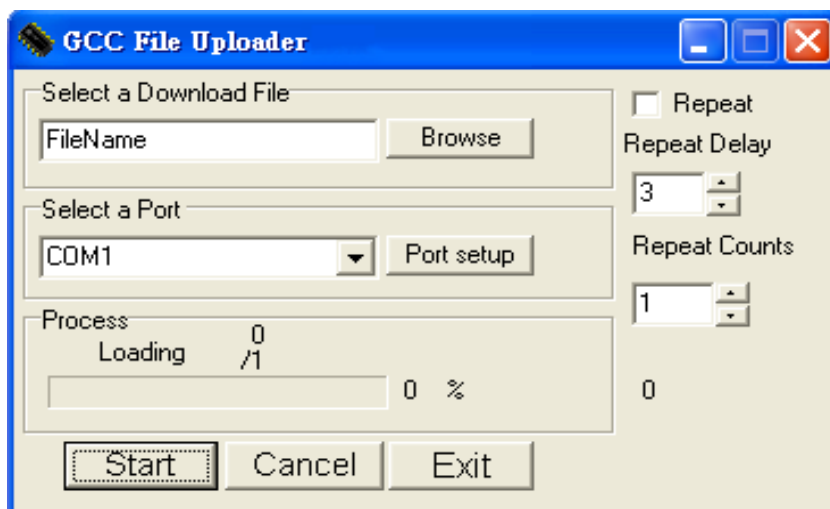 GCC File Uploader
Select a Download File
FileName
Browse
Select a Port
COM1
Port setup
Process
Loading
0
/1
0 %
Start
Cancel
Exit
Repeat
Repeat Delay
3
Repeat Counts
1
0